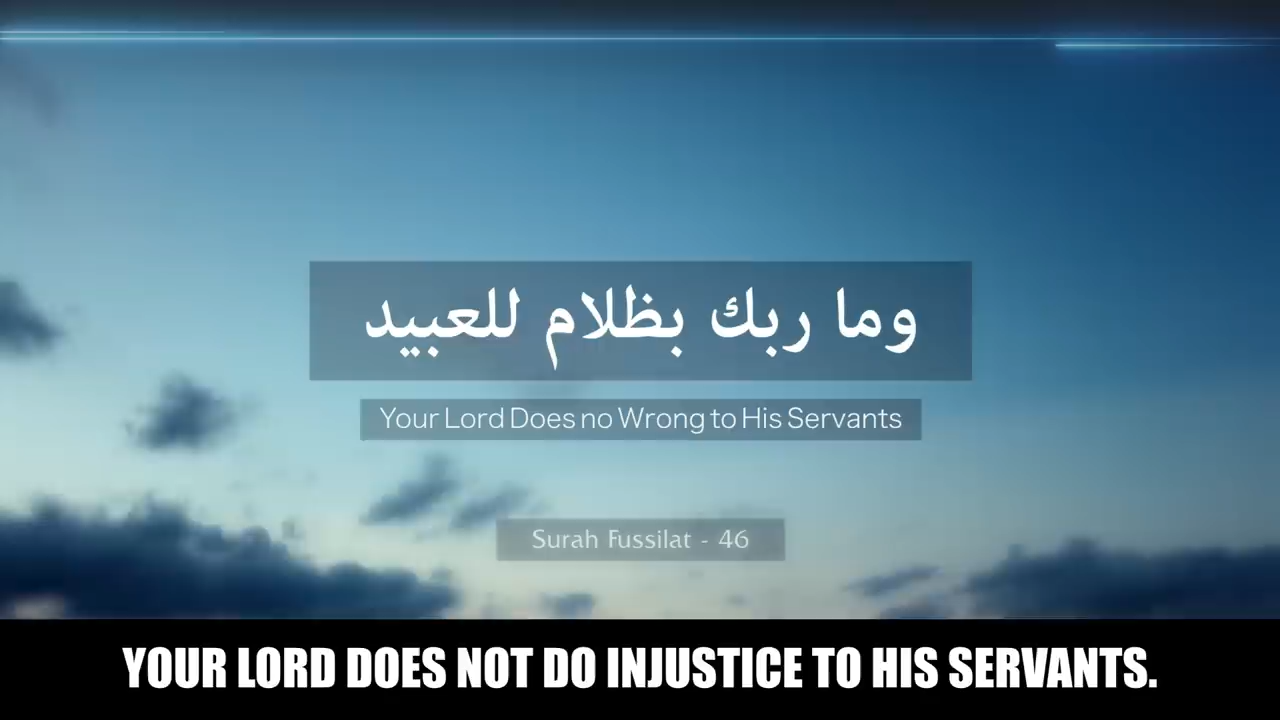 وما ربك بظلام للعبيد
Your Lord Does no Wrong to His Servants
Surah Fussilat - 46
YOUR LORD DOES NOT DO INJUSTICE TO HIS SERVANTS.